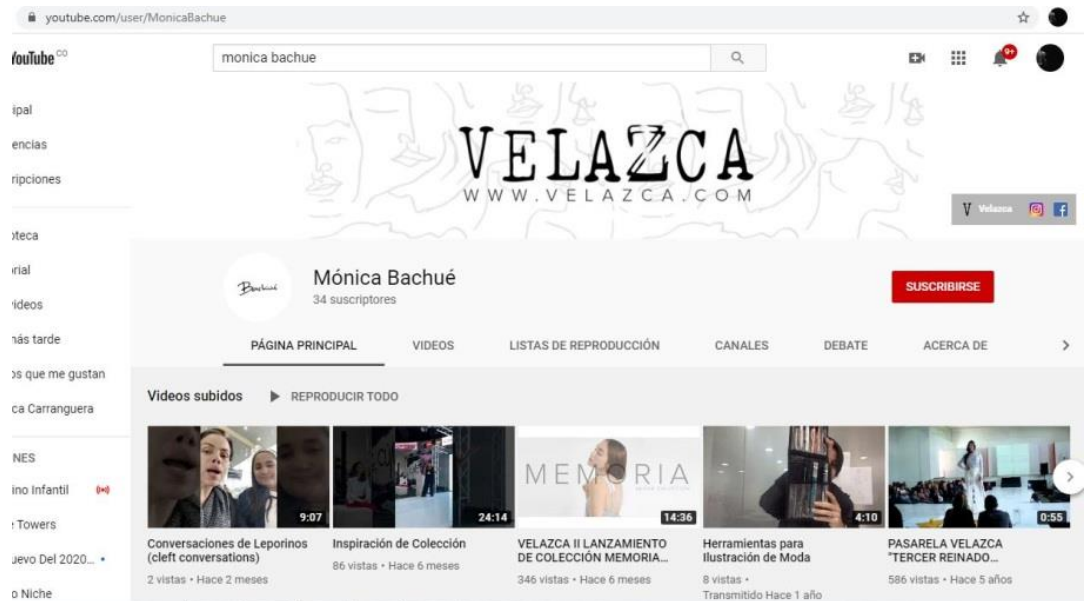 youtube.com/user/MonicaBachue
YouTube CO
monica bachue
9+
ipal
encias
ripciones
oteca
orial
videos
más tarde
os que me gustan
ca Carranguera
NES
ino Infantil
e Towers
uevo Del 2020...
o Niche
VELAZCA
WWW.VELAZCA.COM
V Velazca
Bachué
Mónica Bachué
34 suscriptores
SUSCRIBIRSE
PÁGINA PRINCIPAL VIDEOS LISTAS DE REPRODUCCIÓN CANALES DEBATE ACERCA DE
Videos subidos REPRODUCIR TODO
9:07
24:14
MEMORIA
14:36
4:10
0:55
Conversaciones de Leporinos
(cleft conversations)
2 vistas • Hace 2 meses
Inspiración de Colección
86 vistas • Hace 6 meses
VELAZCA II LANZAMIENTO
DE COLECCIÓN MEMORIA...
346 vistas • Hace 6 meses
Herramientas para
Ilustración de Moda
8 vistas •
Transmitido Hace 1 año
PASARELA VELAZCA
"TERCER REINADO...
586 vistas • Hace 5 años